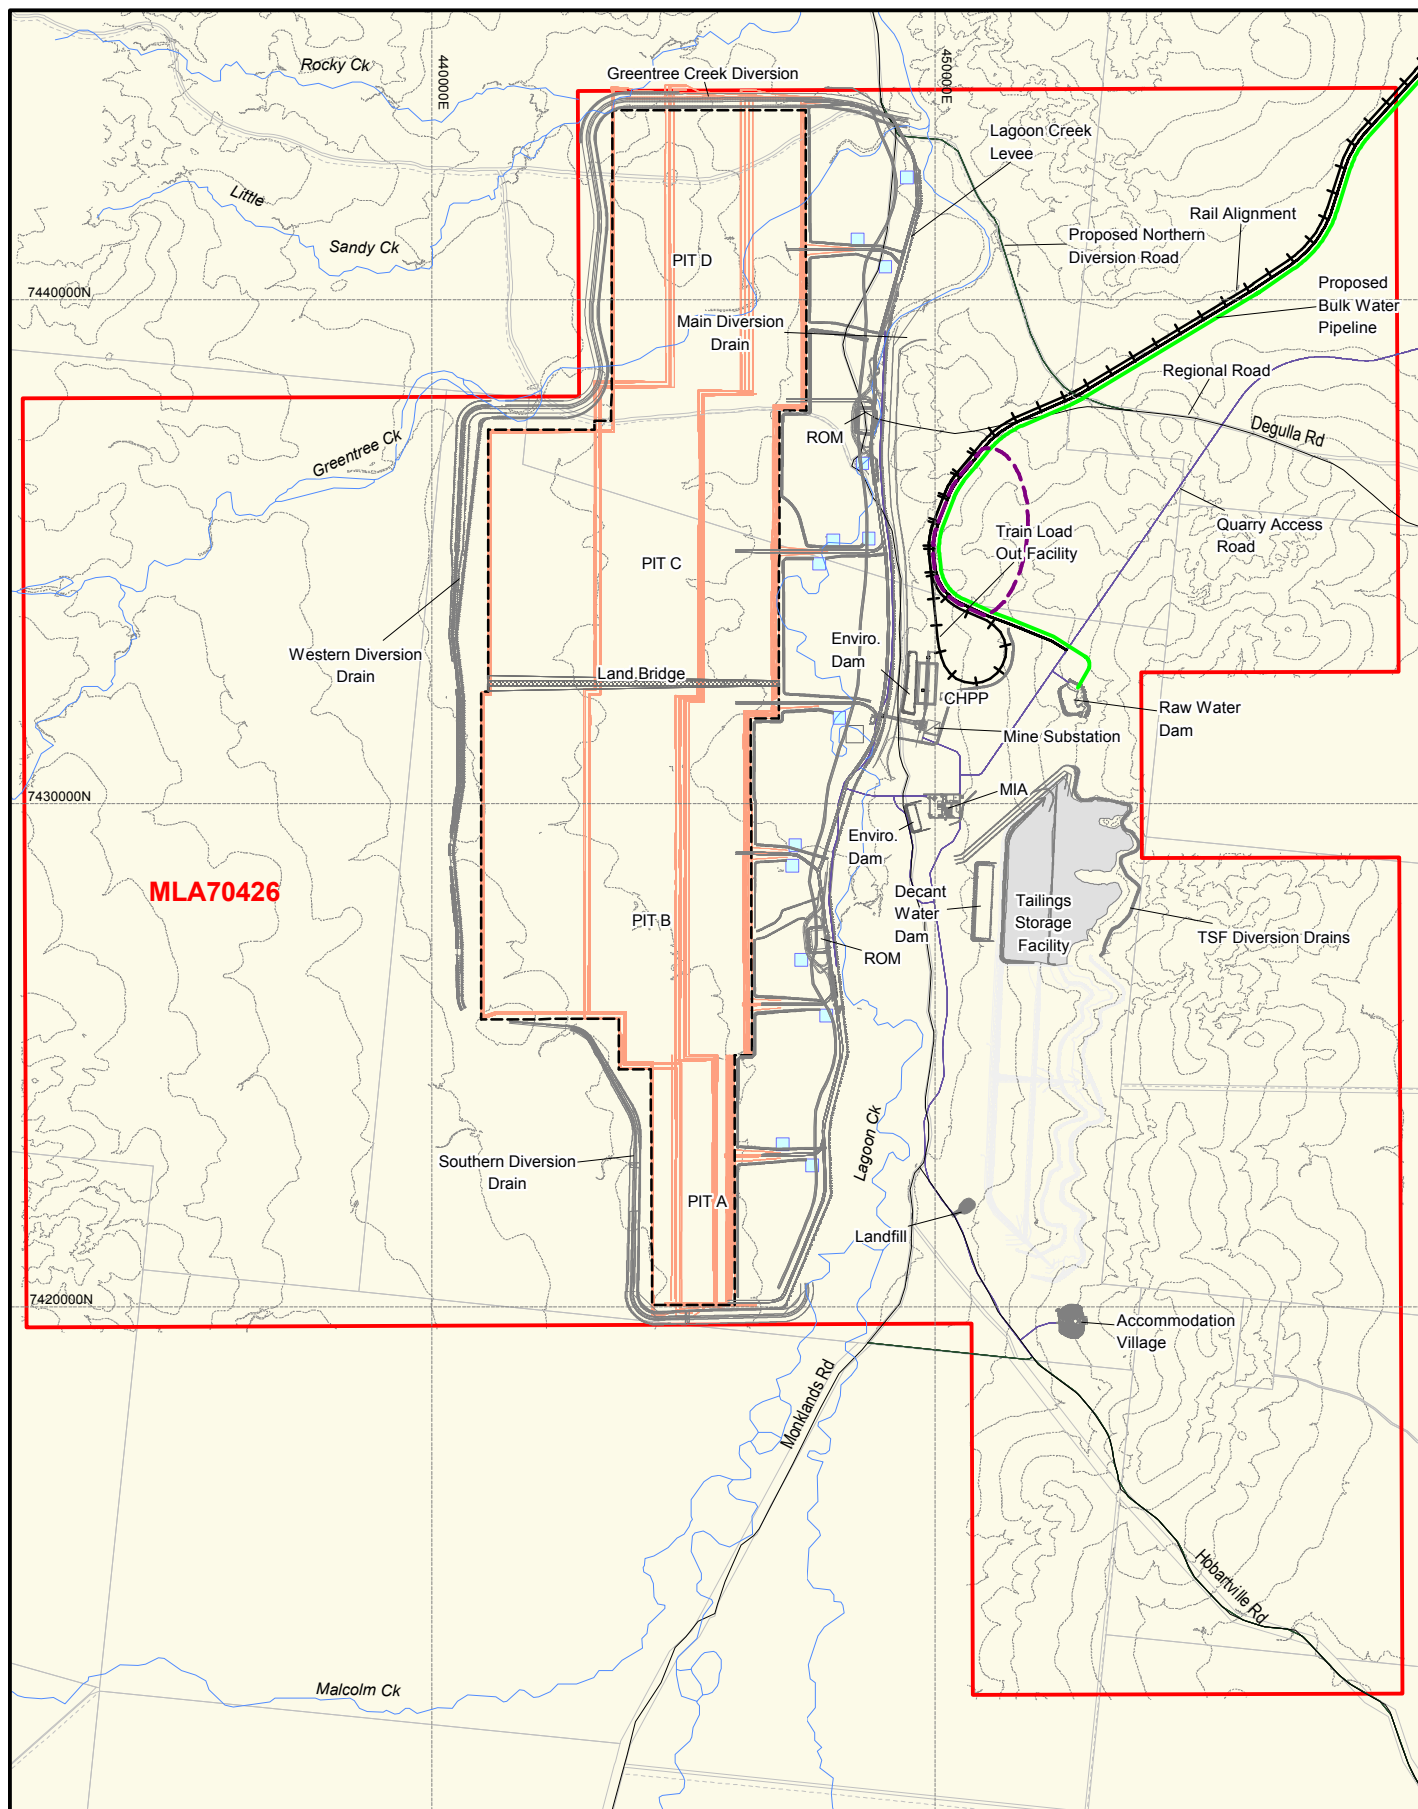 Rocky Ck
Greentree Creek Diversion
440000E
450000E
Lagoon Creek
Levee
Little
Sandy Ck
Rail Alignment
Proposed Northern
Diversion Road
PIT D
7440000N
Proposed
Bulk Water
Pipeline
Main Diversion
Drain
Regional Road
Degulla Rd
ROM
Greentree Ck
Train Load
Out Facility
Quarry Access
Road
PIT C
Western Diversion
Drain
Enviro.
Dam
Land Bridge
CHPP
Raw Water
Dam
Mine Substation
7430000N
MIA
Enviro.
Dam
MLA70426
Decant
Water
Dam
Tailings
Storage
Facility
PIT B
TSF Diversion Drains
ROM
Lagoon Ck
Southern Diversion
Drain
PIT A
Landfill
7420000N
Accommodation
Village
Monklands Rd
Hobartville Rd
Malcolm Ck